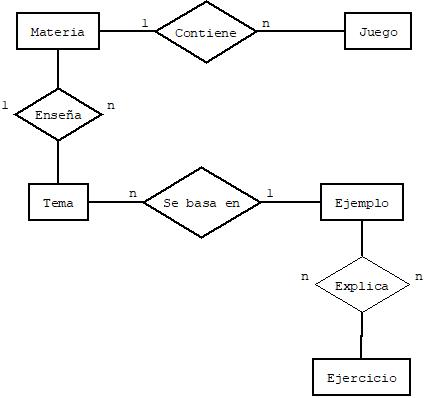 1 n
Materia Contiene Juego
1 Enseña n
n 1
Tema Se basa en Ejemplo
n n
Explica
Ejercicio